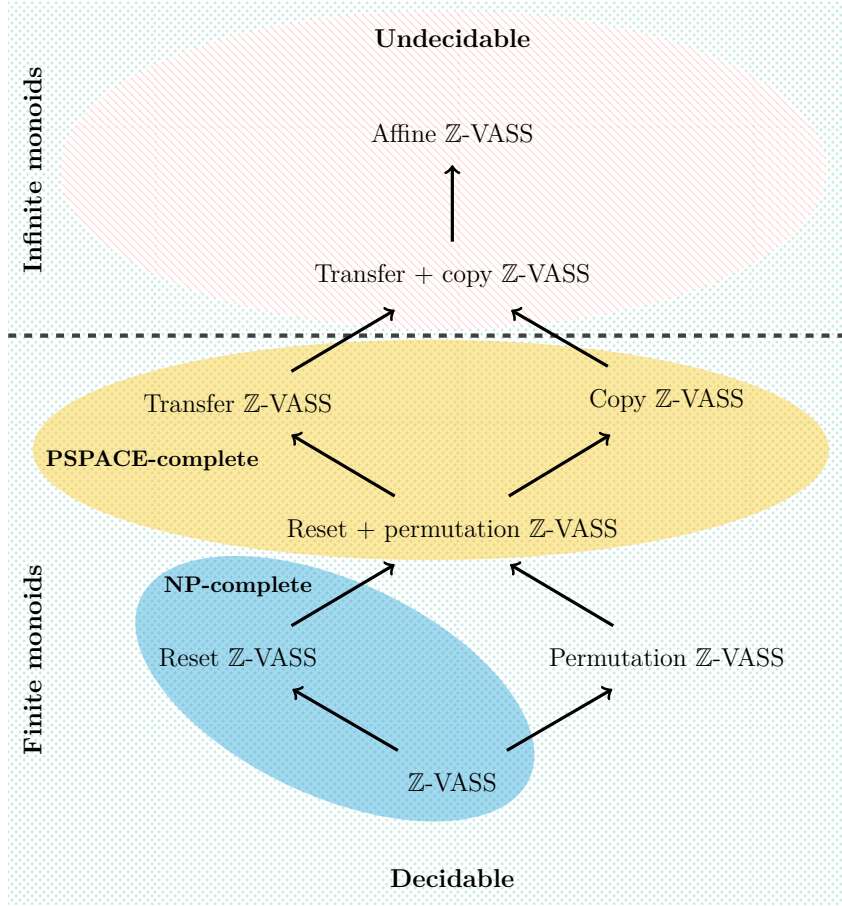 Undecidable
Infinite monoids
Affine ℤ-VASS
Transfer + copy ℤ-VASS
Transfer ℤ-VASS
Copy ℤ-VASS
PSPACE-complete
Reset + permutation ℤ-VASS
Finite monoids
NP-complete
Reset ℤ-VASS
Permutation ℤ-VASS
ℤ-VASS
Decidable